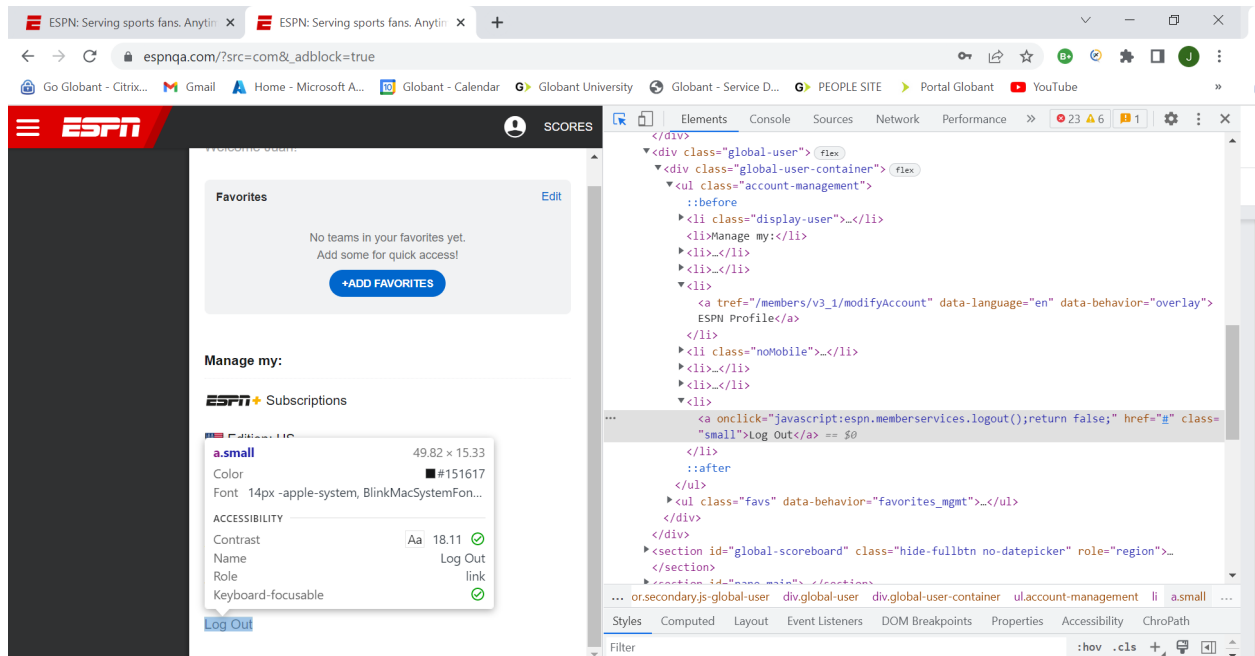 ESPN: Serving sports fans. Anytim
ESPN: Serving sports fans. Anytim
espnqa.com/?src=com&_adblock=true
B+
J
Go Globant - Citrix...
Gmail
Home - Microsoft A...
10
Globant - Calendar
Globant University
Globant - Service D...
PEOPLE SITE
Portal Globant
YouTube
»
ESPN
SCORES
Welcome Juan!
Favorites
Edit
No teams in your favorites yet.
Add some for quick access!
+ADD FAVORITES
Manage my:
ESPN+ Subscriptions
Edition: US
a.small 49.82 × 15.33
Color #151617
Font 14px -apple-system, BlinkMacSystemFon...
ACCESSIBILITY
Contrast Aa 18.11
Name Log Out
Role link
Keyboard-focusable
Log Out
Elements Console Sources Network Performance » 23 6 1
</div>
<div class="global-user"> flex
<div class="global-user-container"> flex
<ul class="account-management">
::before
<li class="display-user">…</li>
<li>Manage my:</li>
<li>…</li>
<li>…</li>
<li>
<a tref="/members/v3_1/modifyAccount" data-language="en" data-behavior="overlay">
ESPN Profile</a>
</li>
<li class="noMobile">…</li>
<li>…</li>
<li>…</li>
<li>
<a onclick="javascript:espn.memberservices.logout();return false;" href="#" class=
"small">Log Out</a> == $0
</li>
::after
</ul>
<ul class="favs" data-behavior="favorites_mgmt">…</ul>
</div>
</div>
<section id="global-scoreboard" class="hide-fullbtn no-datepicker" role="region">…
</section>
<section id="pane-main">…</section>
... or.secondary.js-global-user div.global-user div.global-user-container ul.account-management li a.small ...
Styles Computed Layout Event Listeners DOM Breakpoints Properties Accessibility ChroPath
Filter :hov .cls +